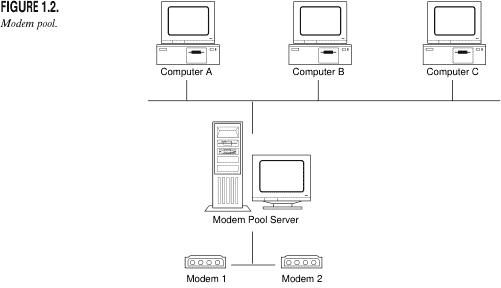 FIGURE 1.2.
Modem pool.
Computer A
Computer B
Computer C
Modem Pool Server
Modem 1
Modem 2